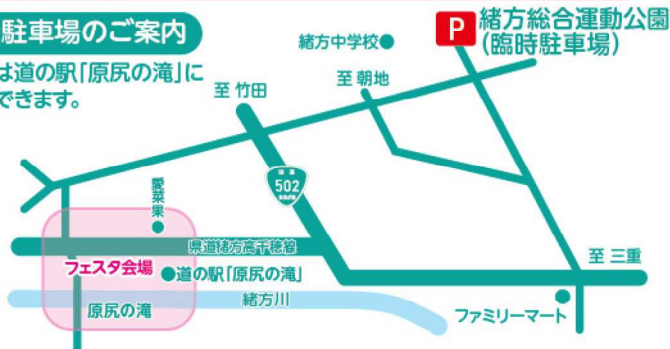 駐車場のご案内
は道の駅「原尻の滝」に
できます。
緒方中学校
P 緒方総合運動公園
(臨時駐車場)
至 竹田
至 朝地
愛菜果
国道
502
ROUTE
県道緒方高千穂線
至 三重
フェスタ会場
道の駅「原尻の滝」
緒方川
原尻の滝
ファミリーマート